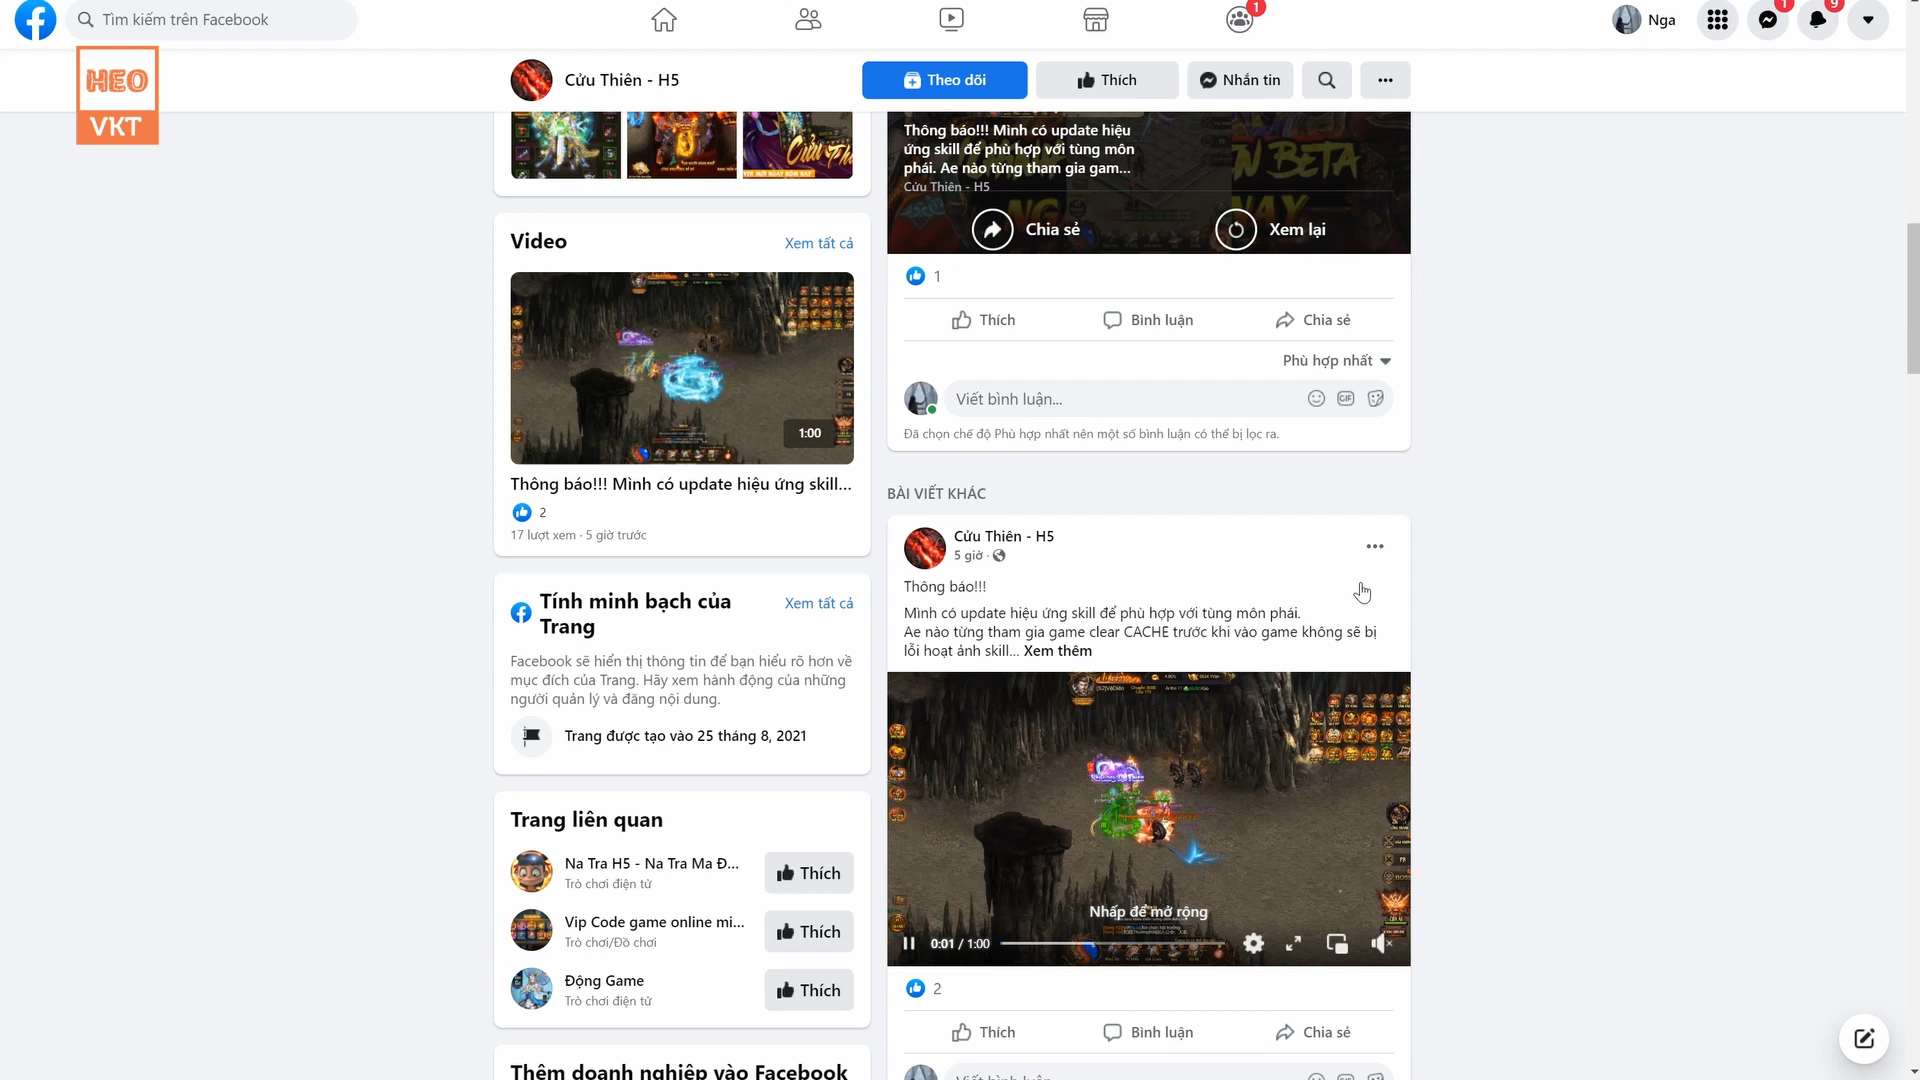 Tìm kiếm trên Facebook
1
Nga
1
9
HEO
VKT
Cửu Thiên - H5
Theo dõi
Thích
Nhắn tin
Video
Xem tất cả
1:00
Thông báo!!! Mình có update hiệu ứng skill...
2
17 lượt xem · 5 giờ trước
Tính minh bạch của
Trang
Xem tất cả
Facebook sẽ hiển thị thông tin để bạn hiểu rõ hơn về
mục đích của Trang. Hãy xem hành động của những
người quản lý và đăng nội dung.
Trang được tạo vào 25 tháng 8, 2021
Trang liên quan
Na Tra H5 - Na Tra Ma Đ...
Trò chơi điện tử
Thích
Vip Code game online mi...
Trò chơi/Đồ chơi
Thích
Động Game
Trò chơi điện tử
Thích
Thêm doanh nghiệp vào Facebook
Thông báo!!! Mình có update hiệu
ứng skill để phù hợp với tùng môn
phái. Ae nào từng tham gia gam...
Cửu Thiên - H5
Chia sẻ
Xem lại
1
Thích
Bình luận
Chia sẻ
Phù hợp nhất
Viết bình luận...
GIF
Đã chọn chế độ Phù hợp nhất nên một số bình luận có thể bị lọc ra.
BÀI VIẾT KHÁC
Cửu Thiên - H5
5 giờ ·
Thông báo!!!
Mình có update hiệu ứng skill để phù hợp với tùng môn phái.
Ae nào từng tham gia game clear CACHE trước khi vào game không sẽ bị
lỗi hoạt ảnh skill... Xem thêm
Nhấp để mở rộng
0:01 / 1:00
2
Thích
Bình luận
Chia sẻ
Viết bình luận...